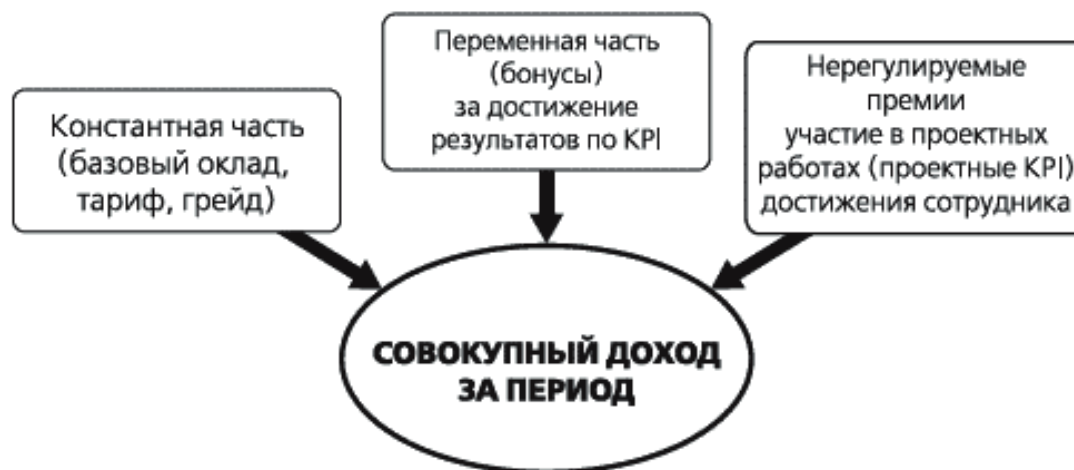 Константная часть
(базовый оклад,
тариф, грейд)
Переменная часть
(бонусы)
за достижение
результатов по KPI
Нерегулируемые
премии
участие в проектных
работах (проектные KPI)
достижения сотрудника
СОВОКУПНЫЙ ДОХОД
ЗА ПЕРИОД